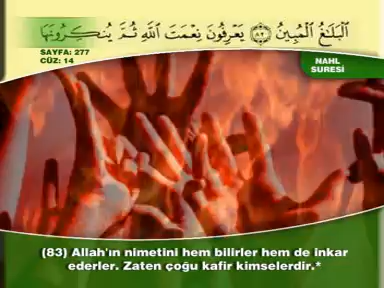 ٱلۡبَلَـٰغُ ٱلۡمُبِينُ ۝٨٢ يَعۡرِفُونَ نِعۡمَتَ ٱللَّهِ ثُمَّ يُنكِرُونَهَا
SAYFA: 277
CÜZ: 14
NAHL
SURESİ
(83) Allah'ın nimetini hem bilirler hem de inkar
ederler. Zaten çoğu kafir kimselerdir.*